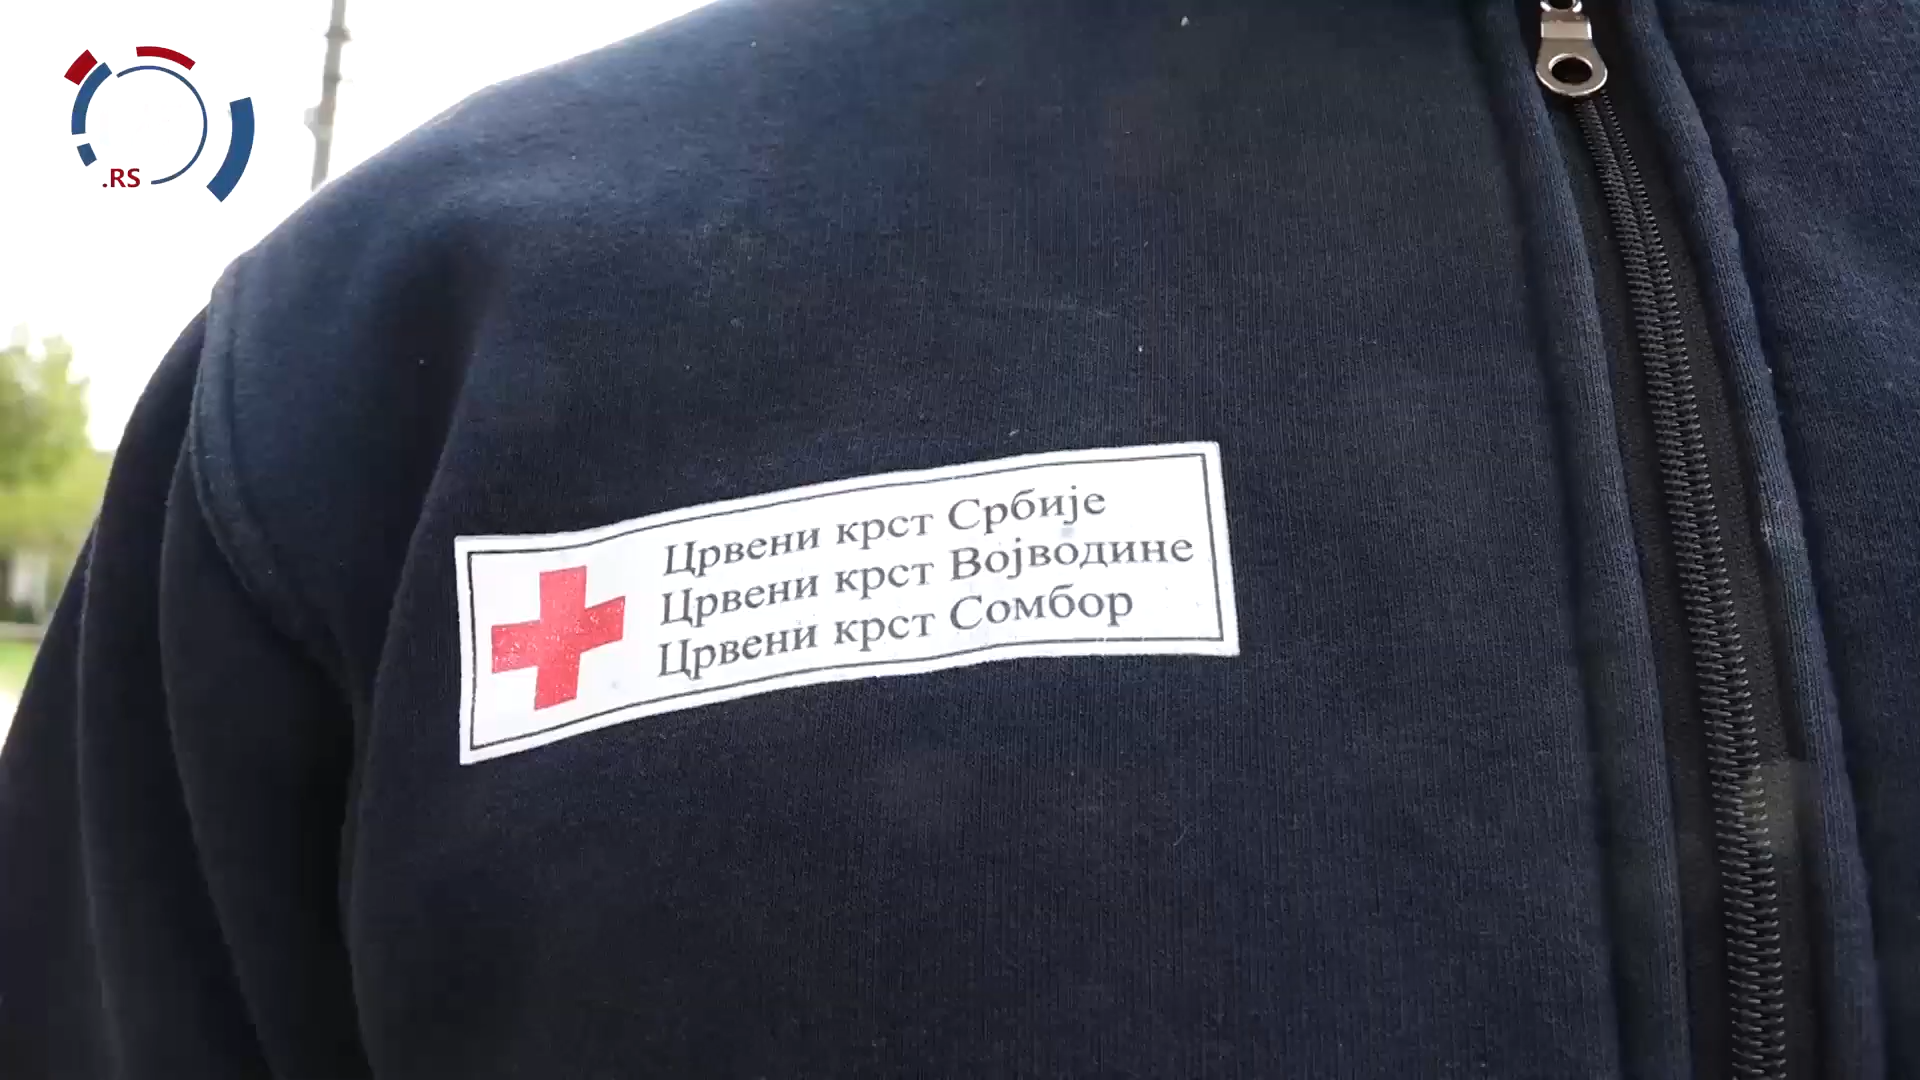 .RS
Црвени крст Србије
Црвени крст Војводине
Црвени крст Сомбор